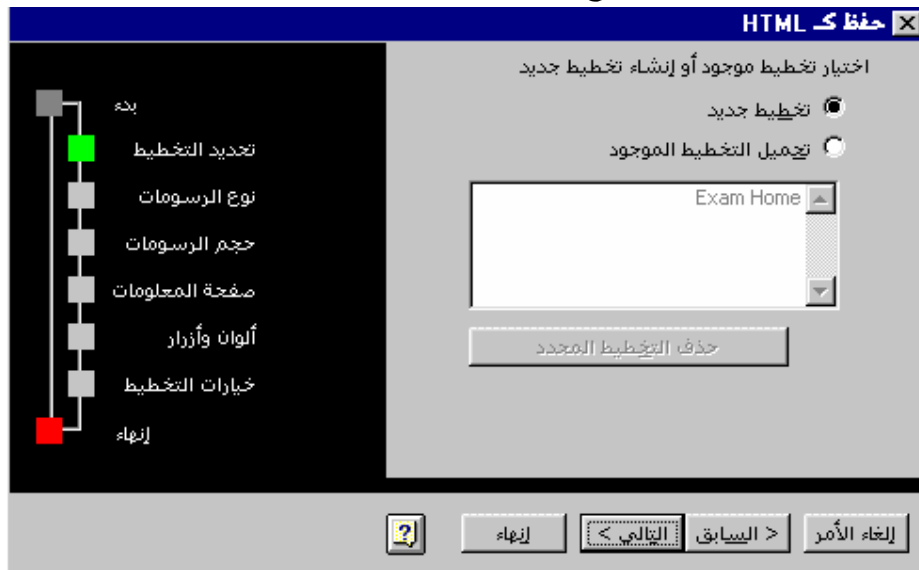 حفظ كـ HTML
اختيار تخطيط موجود أو إنشاء تخطيط جديد
تخطيط جديد
تحميل التخطيط الموجود
Exam Home
حذف التخطيط المحدد
بدء
تحديد التخطيط
نوع الرسومات
حجم الرسومات
صفحة المعلومات
ألوان وأزرار
خيارات التخطيط
إنهاء
إلغاء الأمر
< السابق
التالي >
إنهاء
?